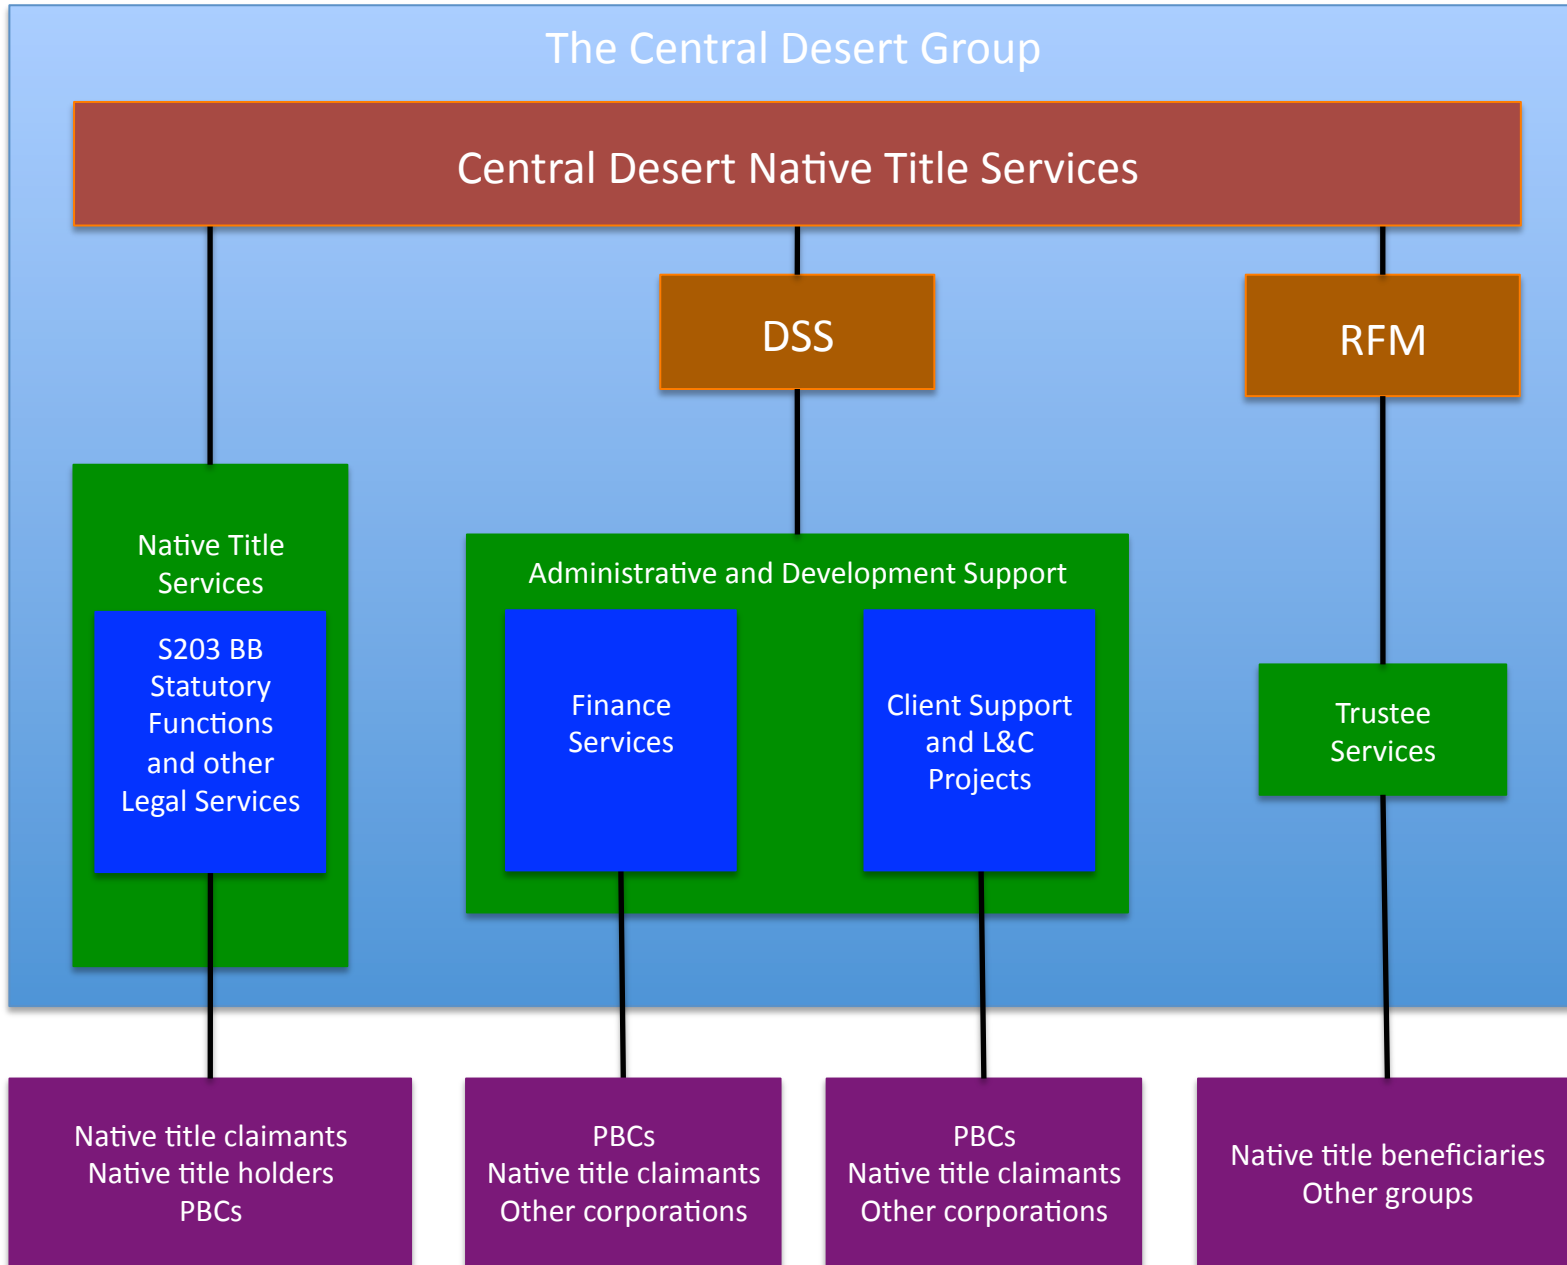 The Central Desert Group
Central Desert Native Title Services
DSS
RFM
Native Title
Services
S203 BB
Statutory
Functions
and other
Legal Services
Administrative and Development Support
Finance
Services
Client Support
and L&C
Projects
Trustee
Services
Native title claimants
Native title holders
PBCs
PBCs
Native title claimants
Other corporations
PBCs
Native title claimants
Other corporations
Native title beneficiaries
Other groups